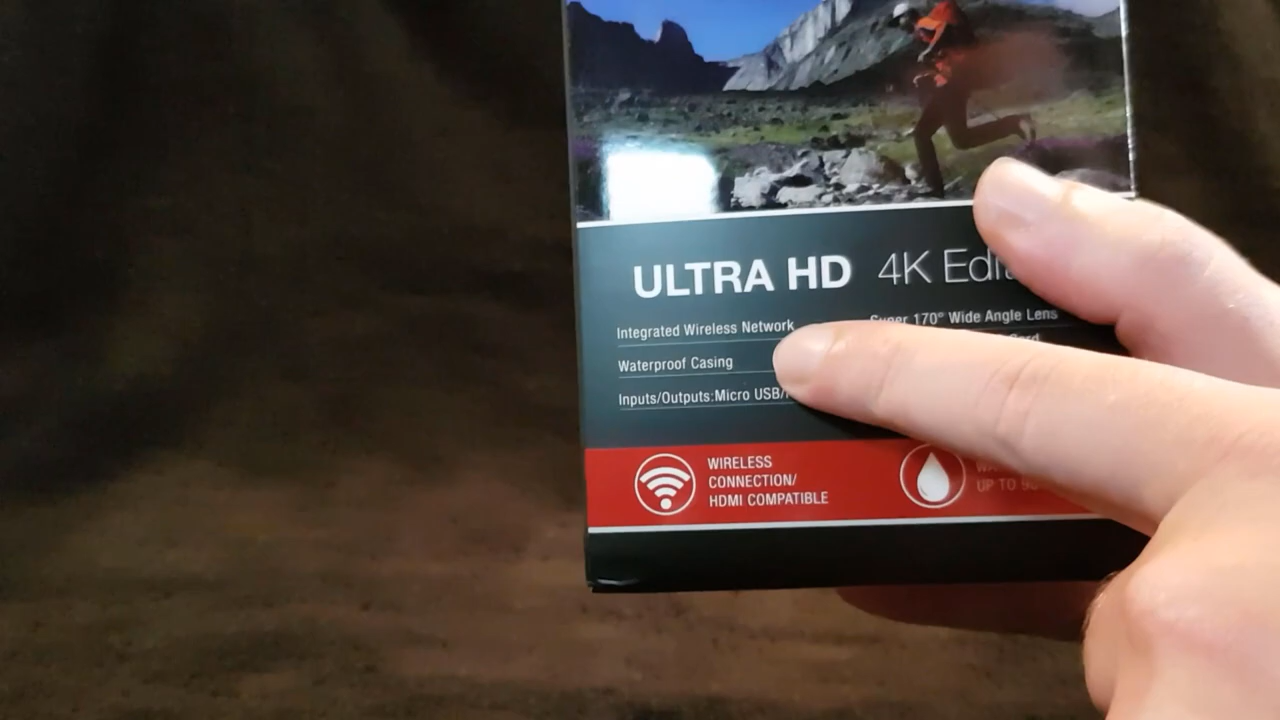 ULTRA HD 4K
Integrated Wireless Network
Super 170° Wide Angle Lens
Waterproof Casing
Card
Inputs/Outputs:Micro USB/
WIRELESS
CONNECTION/
HDMI COMPATIBLE
UP TO